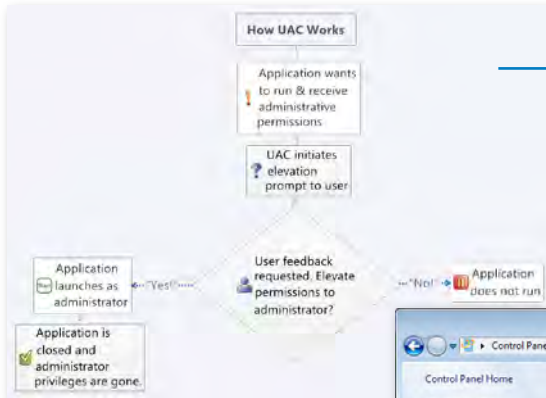 How UAC Works
Application wants
to run & receive
administrative
permissions
UAC initiates
elevation
prompt to user
User feedback
requested. Elevate
permissions to
administrator?
"Yes!"
Application
launches as
administrator
Application is
closed and
administrator
privileges are gone.
"No!"
Application
does not run
Control Pane
Control Panel Home